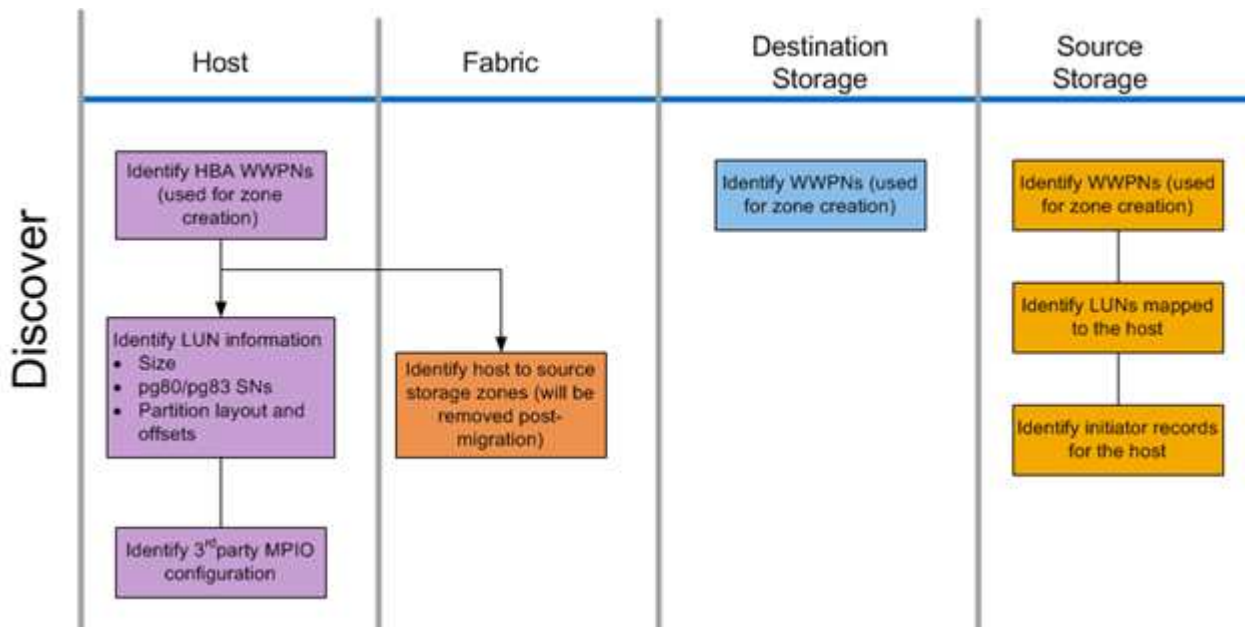 Host
Fabric
Destination
Storage
Source
Storage
Discover
Identify HBA WWPNs
(used for zone
creation)
Identify LUN information
• Size
• pg80/pg83 SNs
• Partition layout and
offsets
Identify 3rd party MPIO
configuration
Identify host to source
storage zones (will be
removed post-
migration)
Identify WWPNs (used
for zone creation)
Identify WWPNs (used
for zone creation)
Identify LUNs mapped
to the host
Identify initiator records
for the host